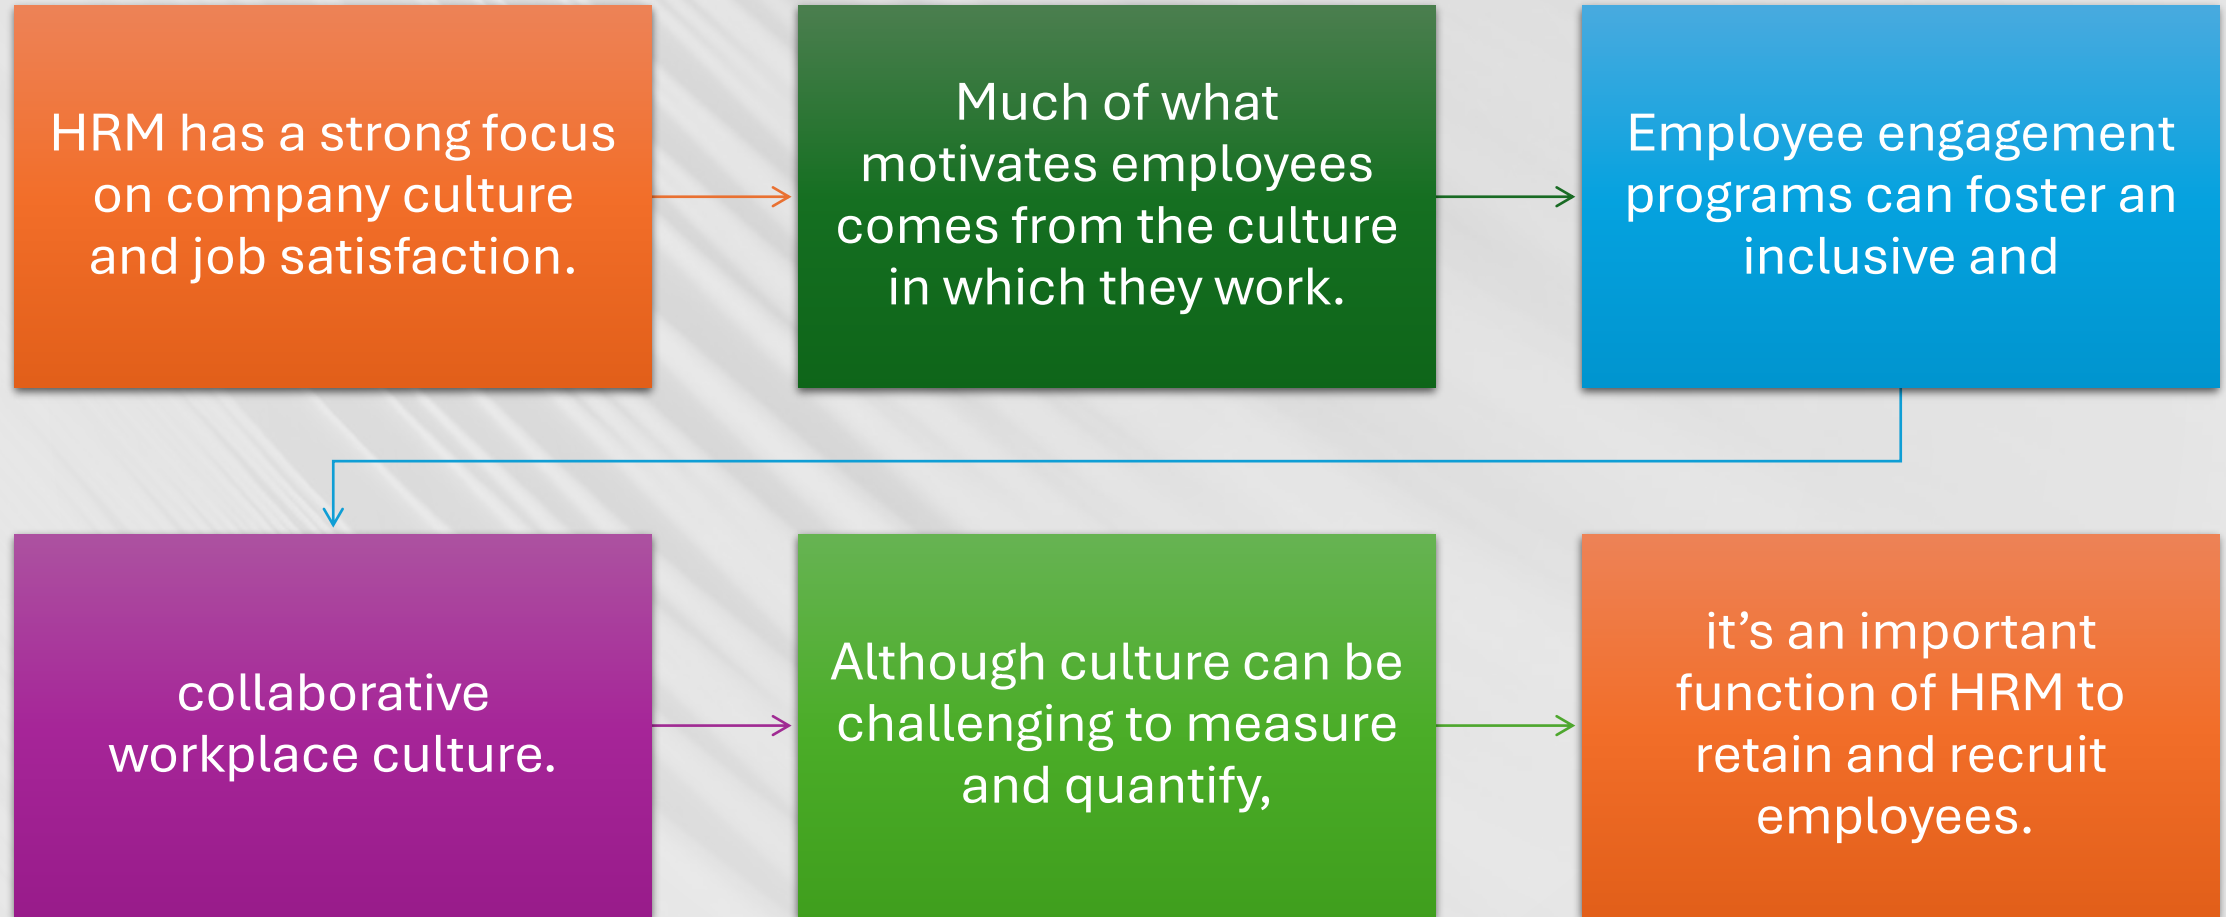 HRM has a strong focus
on company culture
and job satisfaction.
Much of what
motivates employees
comes from the culture
in which they work.
Employee engagement
programs can foster an
inclusive and
collaborative
workplace culture.
Although culture can be
challenging to measure
and quantify,
it’s an important
function of HRM to
retain and recruit
employees.